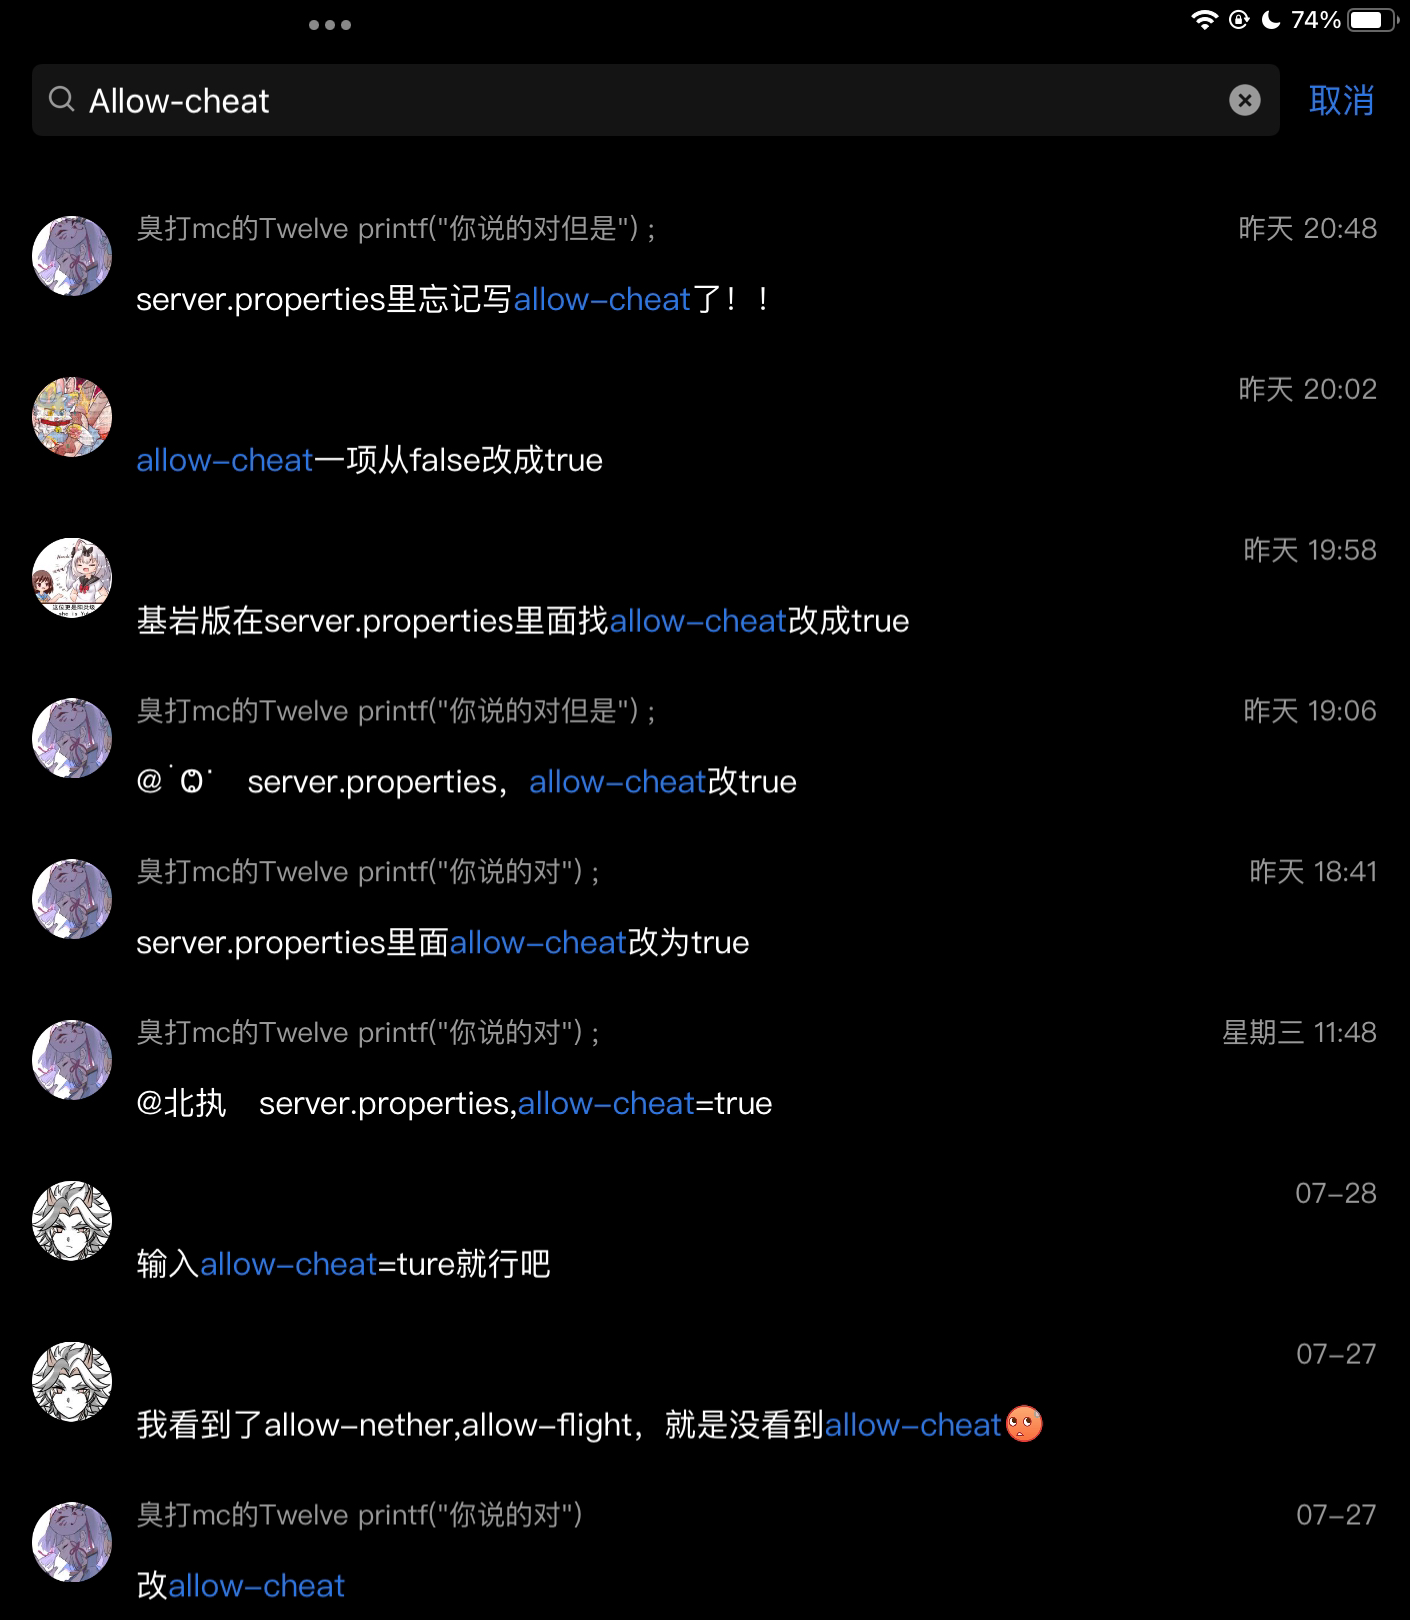 74%
Allow-cheat
取消
臭打mc的Twelve printf("你说的对但是") ;
昨天 20:48
server.properties里忘记写allow-cheat了！！
昨天 20:02
allow-cheat一项从false改成true
昨天 19:58
基岩版在server.properties里面找allow-cheat改成true
臭打mc的Twelve printf("你说的对但是") ;
昨天 19:06
server.properties，allow-cheat改true
臭打mc的Twelve printf("你说的对") ;
昨天 18:41
server.properties里面allow-cheat改为true
臭打mc的Twelve printf("你说的对") ;
星期三 11:48
@北执 server.properties,allow-cheat=true
07-28
输入allow-cheat=ture就行吧
07-27
我看到了allow-nether,allow-flight，就是没看到allow-cheat
臭打mc的Twelve printf("你说的对")
07-27
改allow-cheat